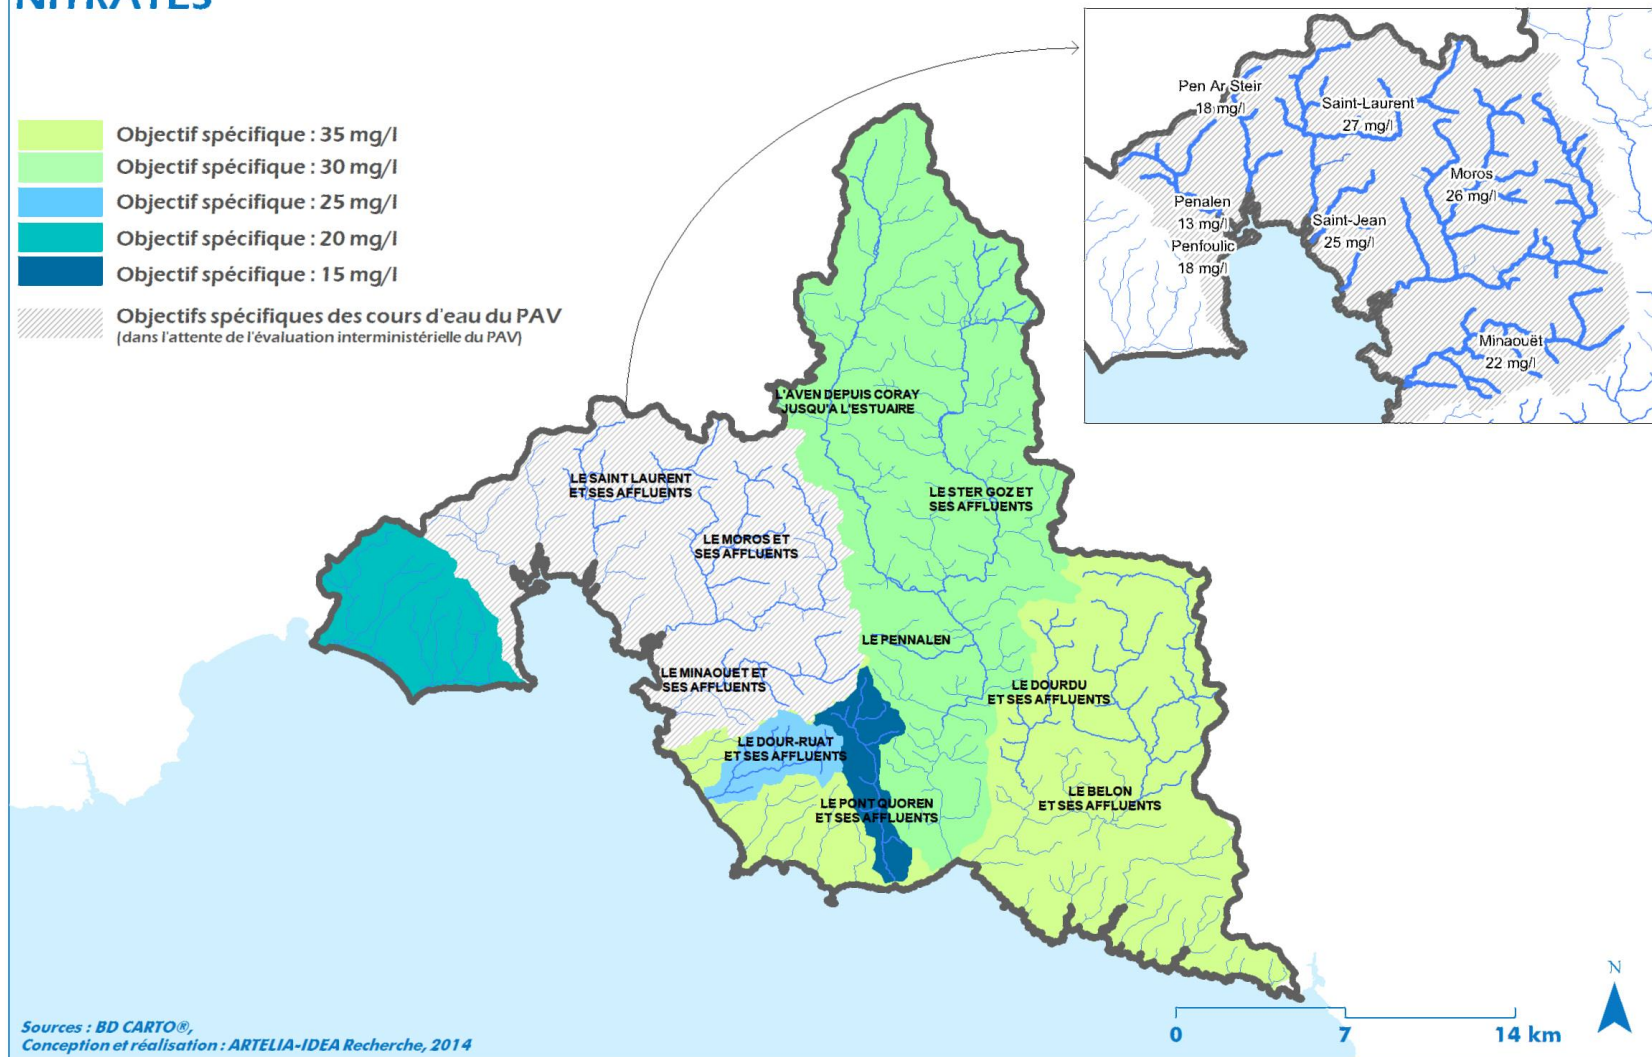 NITRATES
Objectif spécifique : 35 mg/l
Objectif spécifique : 30 mg/l
Objectif spécifique : 25 mg/l
Objectif spécifique : 20 mg/l
Objectif spécifique : 15 mg/l
Objectifs spécifiques des cours d'eau du PAV
(dans l'attente de l'évaluation interministérielle du PAV)
Pen Ar Steir
18 mg/l
Saint-Laurent
27 mg/l
Moros
26 mg/l
Penalen
13 mg/l
Saint-Jean
25 mg/l
Penfoulic
18 mg/l
Minaouët
22 mg/l
L'AVEN DEPUIS CORAY
JUSQU'A L'ESTUAIRE
LE SAINT LAURENT
ET SES AFFLUENTS
LE STER GOZ ET
SES AFFLUENTS
LE MOROS ET
SES AFFLUENTS
LE PENNALEN
LE MINAOUET ET
SES AFFLUENTS
LE DOURDU
ET SES AFFLUENTS
LE DOUR-RUAT
ET SES AFFLUENTS
LE PONT QUOREN
ET SES AFFLUENTS
LE BELON
ET SES AFFLUENTS
N
0 7 14 km
Sources : BD CARTO®,
Conception et réalisation : ARTELIA-IDEA Recherche, 2014